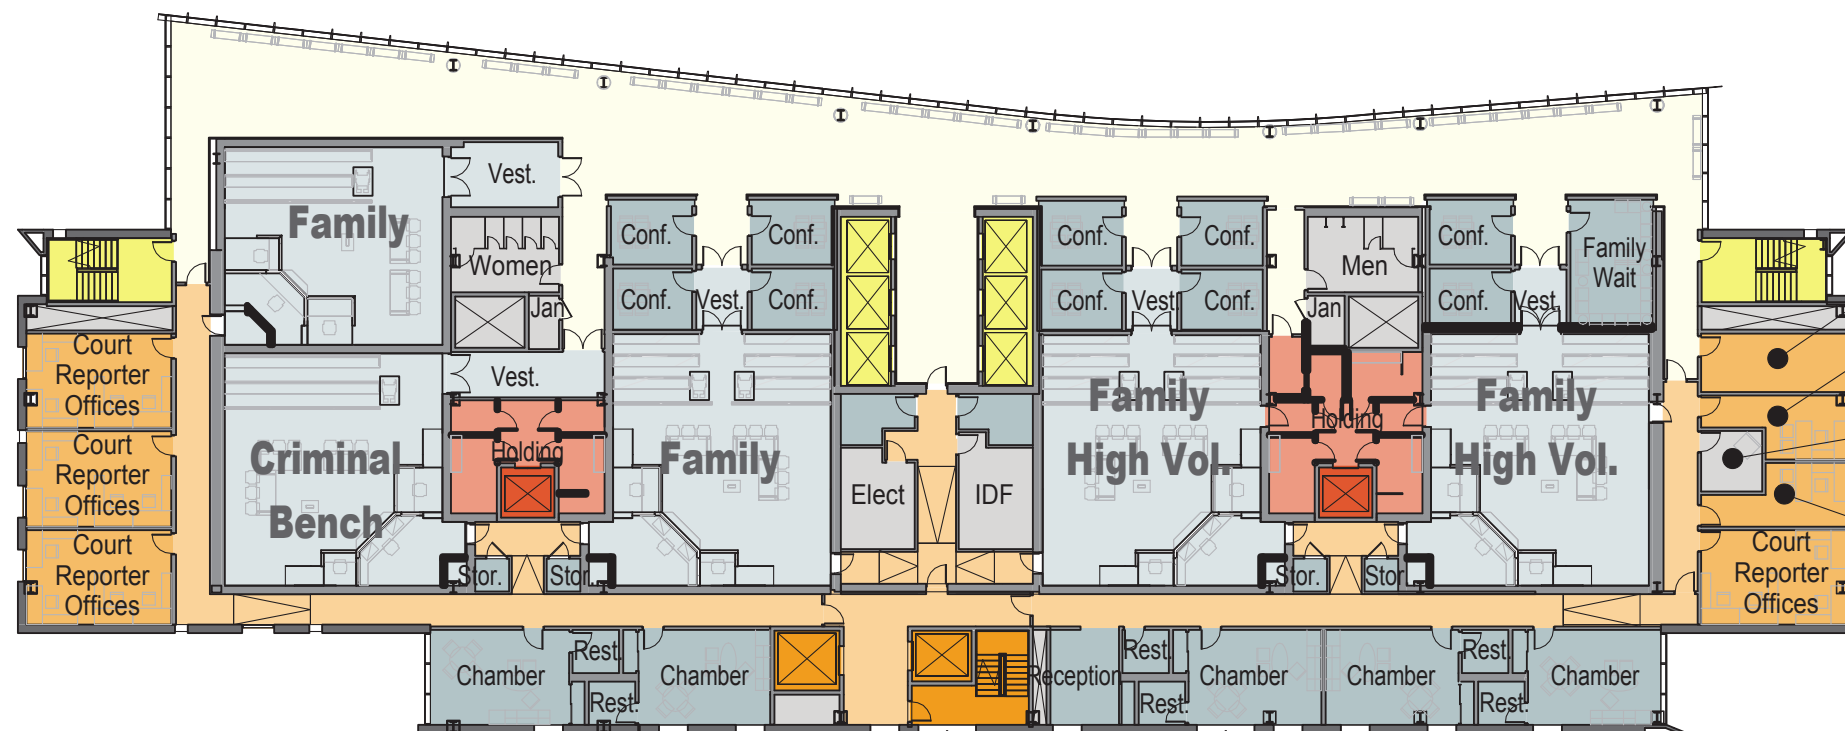 Vest.
Family
Conf.
Conf.
Conf.
Conf.
Conf.
Women
Men
Family
Wait
Conf.
Vest.
Conf.
Conf.
Vest.
Conf.
Conf.
Vest.
Jan
Jan
Court
Reporter
Offices
Vest.
Family
High Vol.
Family
High Vol.
Holding
Court
Reporter
Offices
Criminal
Bench
Holding
Family
Elect
IDF
Court
Reporter
Offices
Stor.
Stor.
Stor.
Stor
Court
Reporter
Offices
Chamber
Rest.
Rest.
Chamber
Reception
Rest.
Rest.
Chamber
Chamber
Rest.
Rest.
Chamber